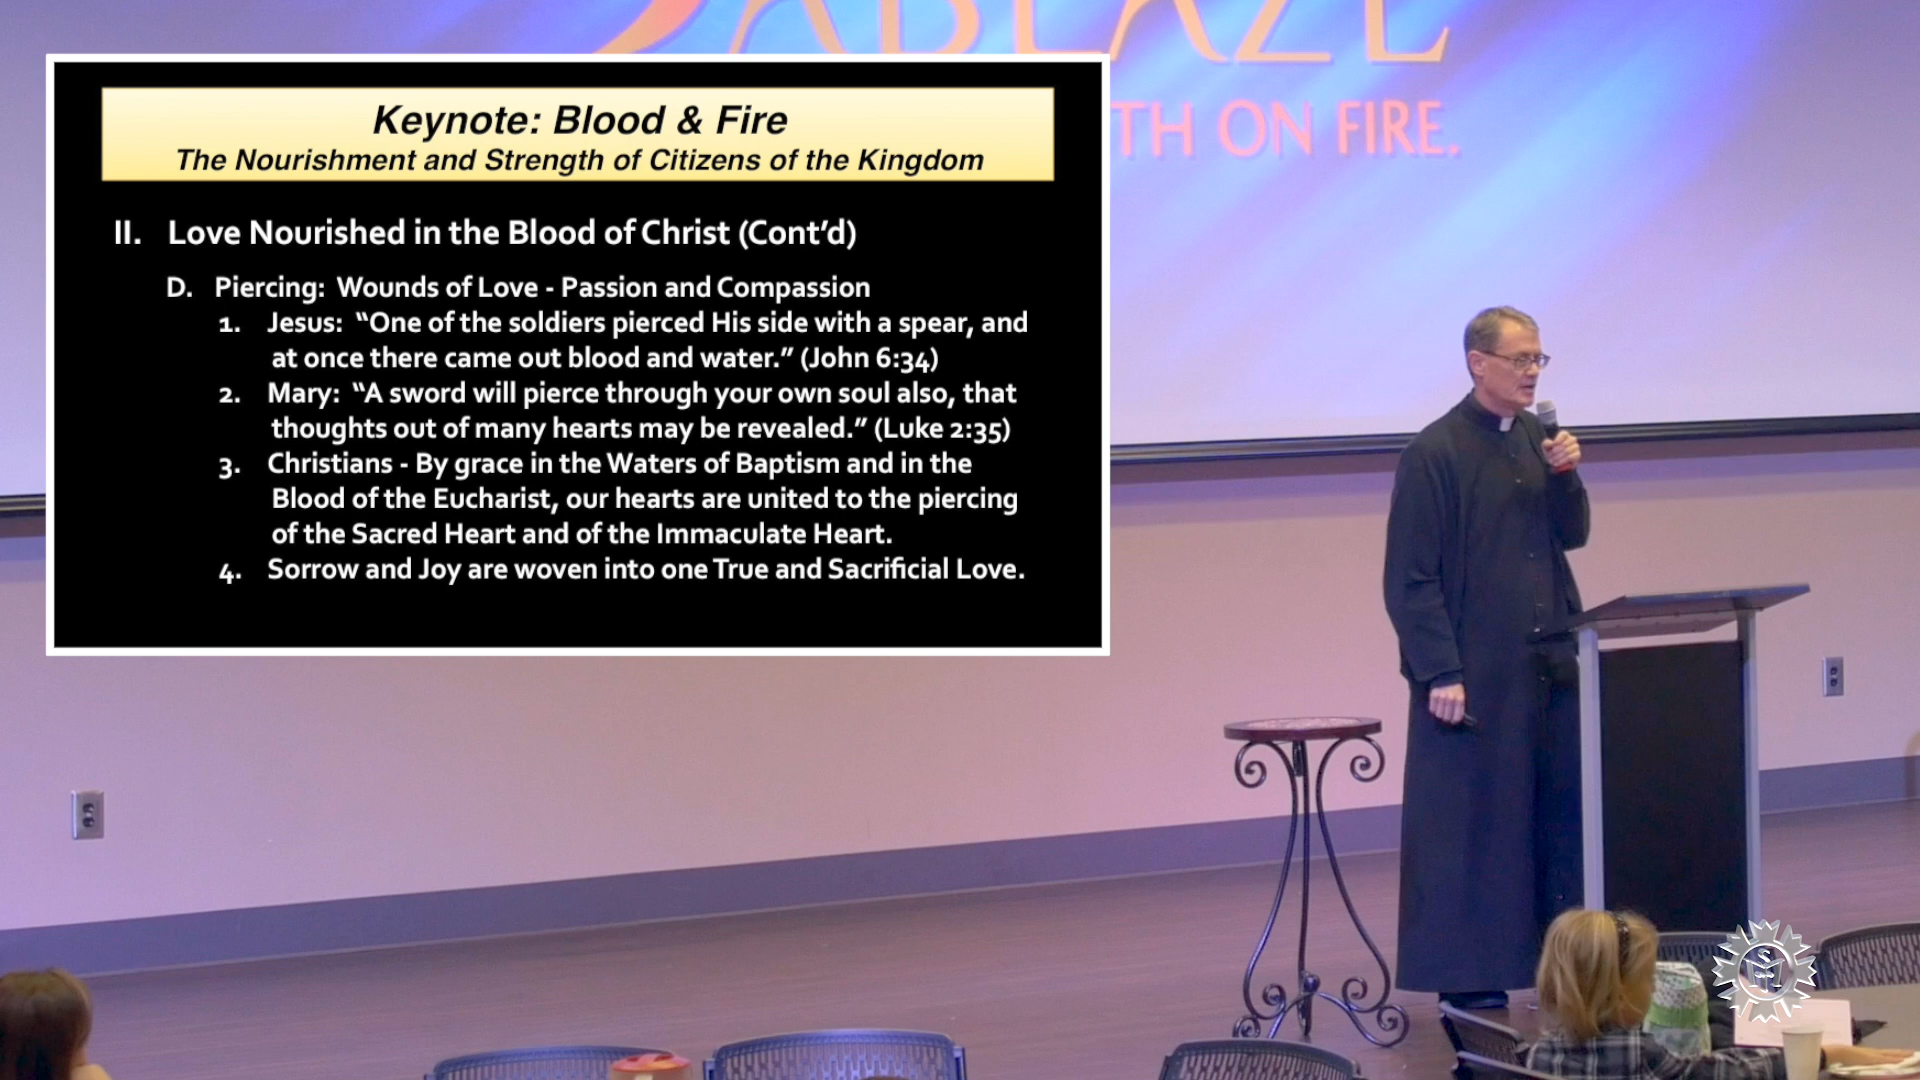 ABLAZE
TH ON FIRE.
Keynote: Blood & Fire
The Nourishment and Strength of Citizens of the Kingdom
II. Love Nourished in the Blood of Christ (Cont’d)
D. Piercing: Wounds of Love - Passion and Compassion
1. Jesus: “One of the soldiers pierced His side with a spear, and
at once there came out blood and water.” (John 6:34)
2. Mary: “A sword will pierce through your own soul also, that
thoughts out of many hearts may be revealed.” (Luke 2:35)
3. Christians - By grace in the Waters of Baptism and in the
Blood of the Eucharist, our hearts are united to the piercing
of the Sacred Heart and of the Immaculate Heart.
4. Sorrow and Joy are woven into one True and Sacrificial Love.